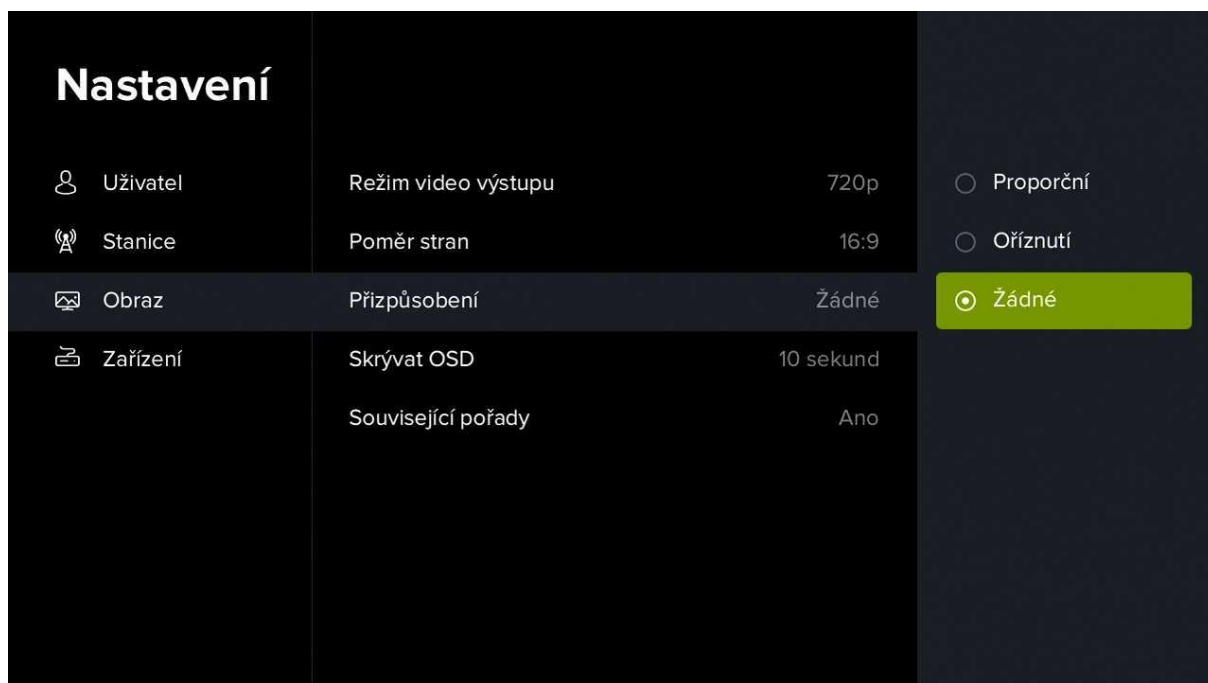 Nastavení
Uživatel
Stanice
Obraz
Zařízení
Režim video výstupu 720p
Poměr stran 16:9
Přizpůsobení Žádné
Skrývat OSD 10 sekund
Související pořady Ano
Proporční
Oříznutí
Žádné